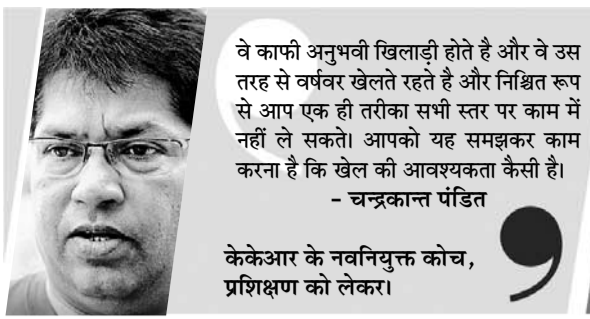 वे काफी अनुभवी खिलाड़ी होते है और वे उस
तरह से वर्षवर खेलते रहते है और निश्चित रूप
से आप एक ही तरीका सभी स्तर पर काम में
नहीं ले सकते। आपको यह समझकर काम
करना है कि खेल की आवश्यकता कैसी है।
- चन्द्रकान्त पंडित
केकेआर के नवनियुक्त कोच,
प्रशिक्षण को लेकर।